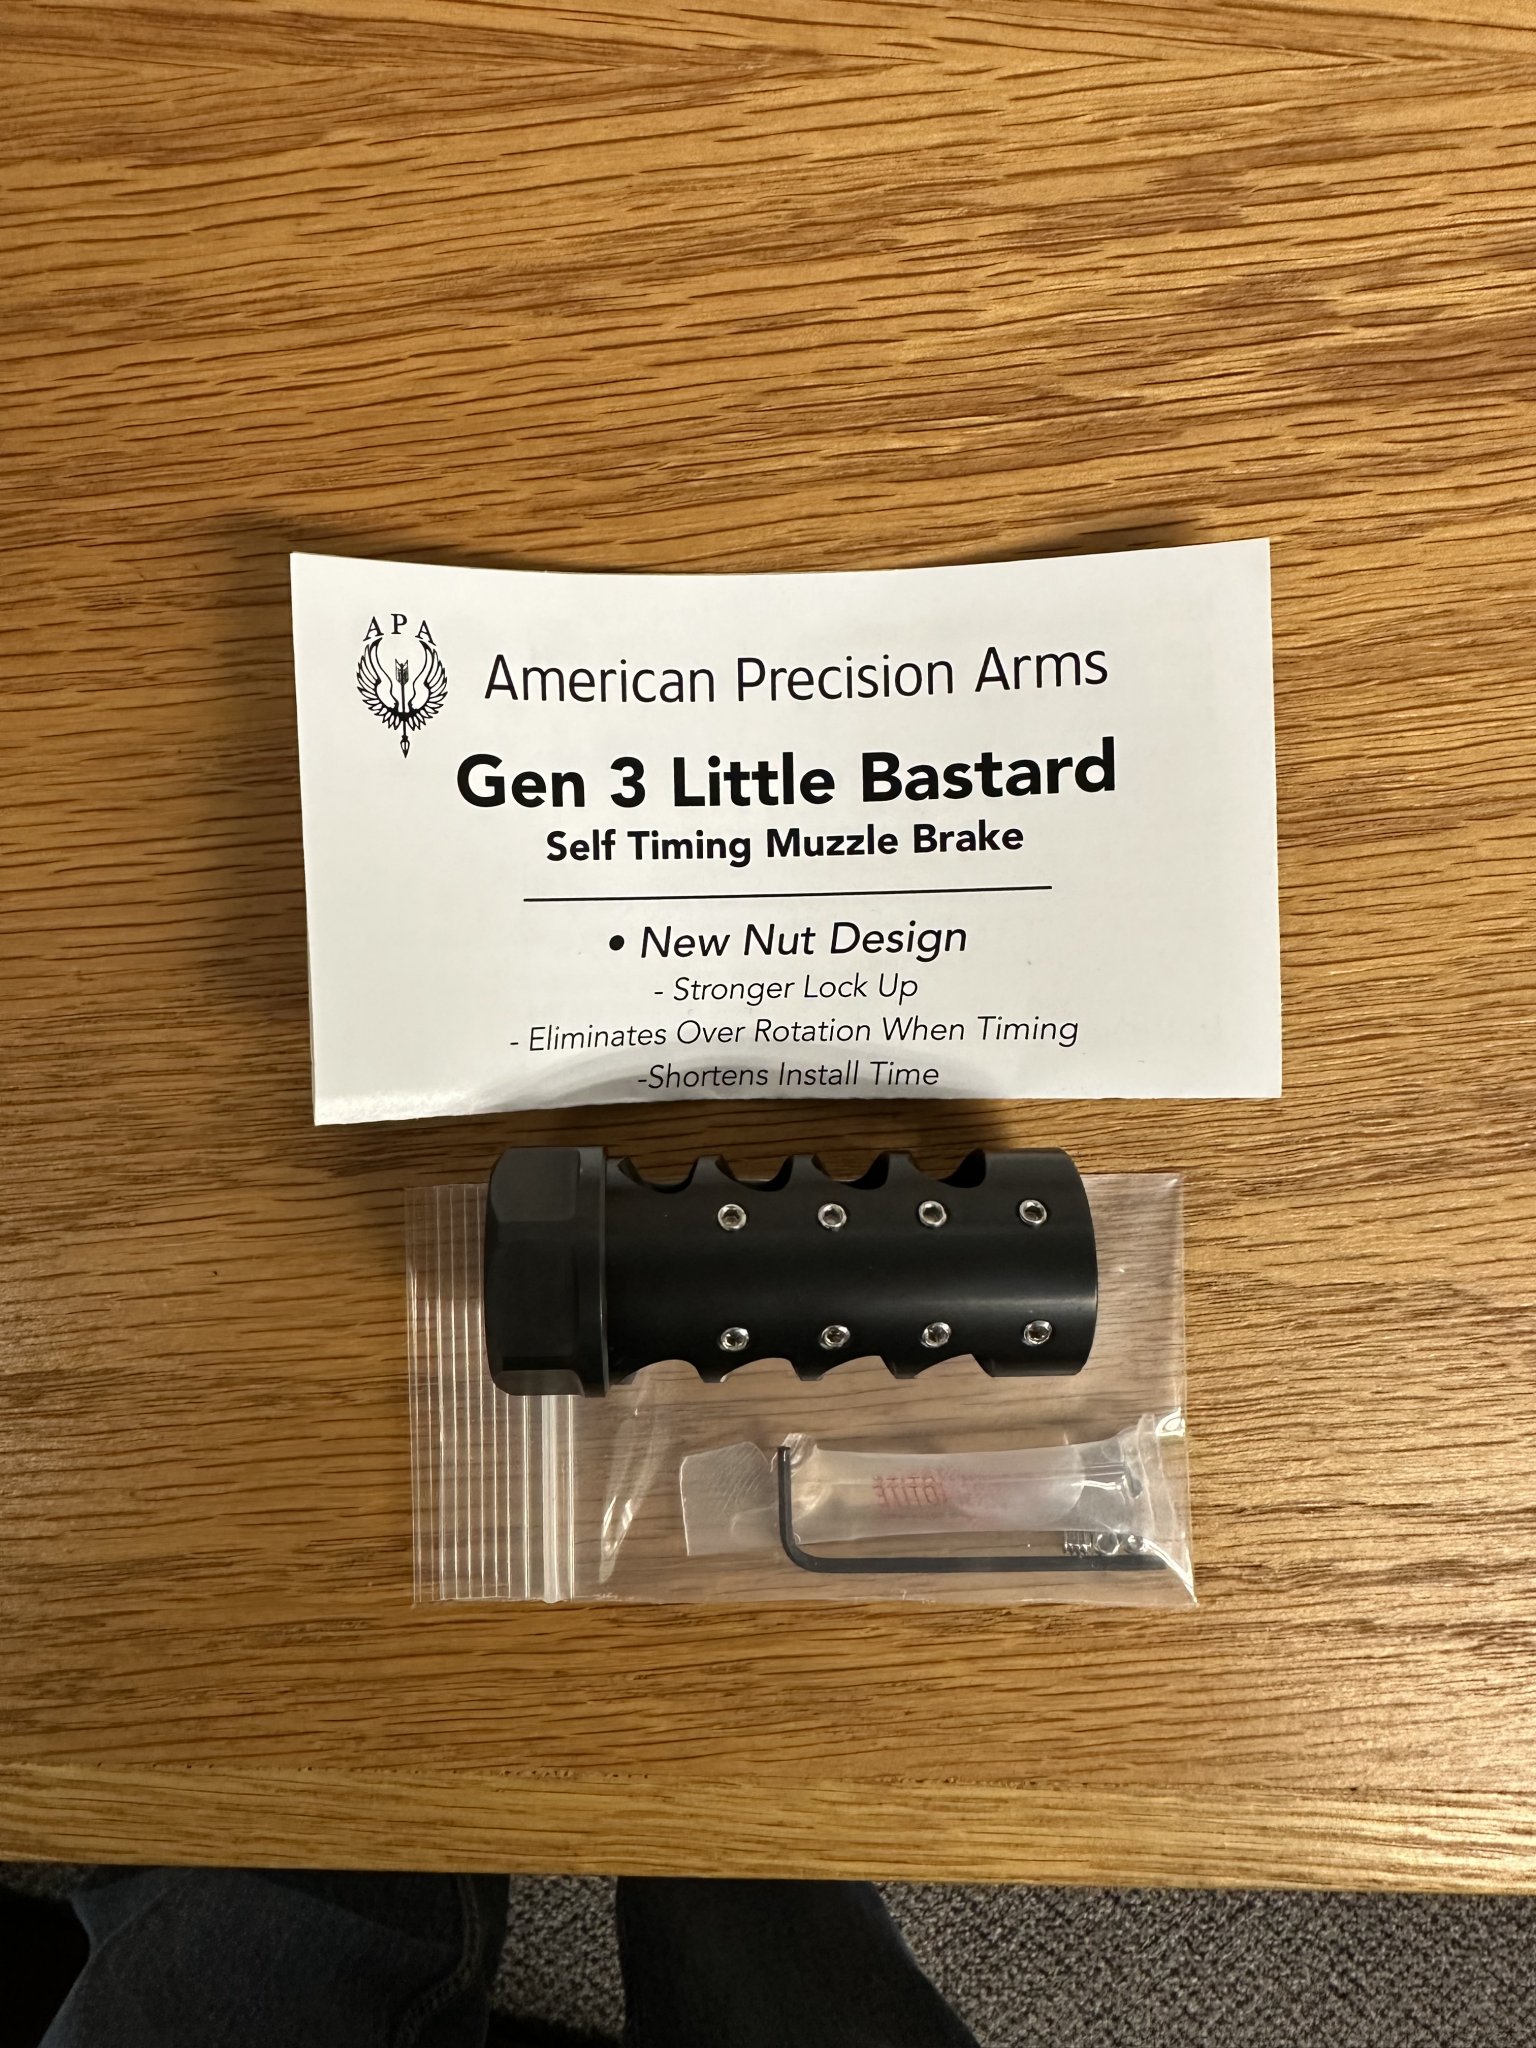 APA
American Precision Arms
Gen 3 Little Bastard
Self Timing Muzzle Brake
• New Nut Design
- Stronger Lock Up
- Eliminates Over Rotation When Timing
-Shortens Install Time